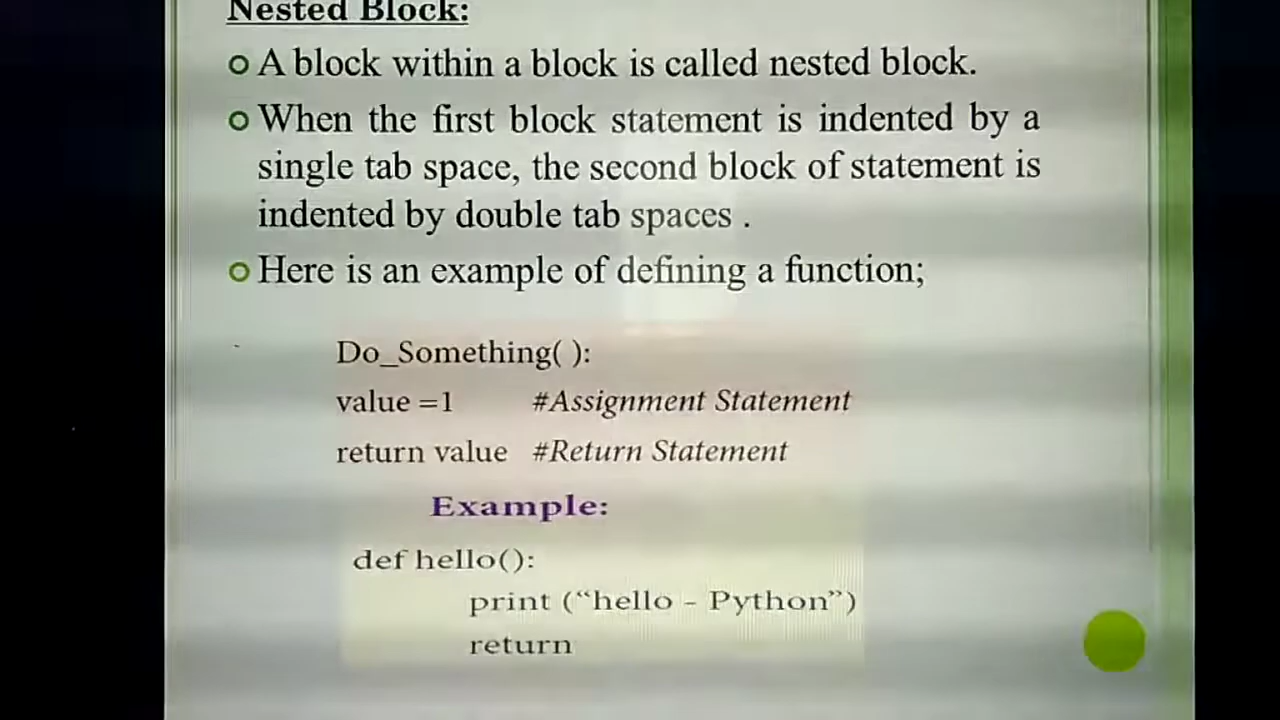 Nested Block:
A block within a block is called nested block.
When the first block statement is indented by a
single tab space, the second block of statement is
indented by double tab spaces .
Here is an example of defining a function;
Do_Something( ):
value =1 #Assignment Statement
return value #Return Statement
Example:
def hello():
print (“hello - Python”)
return